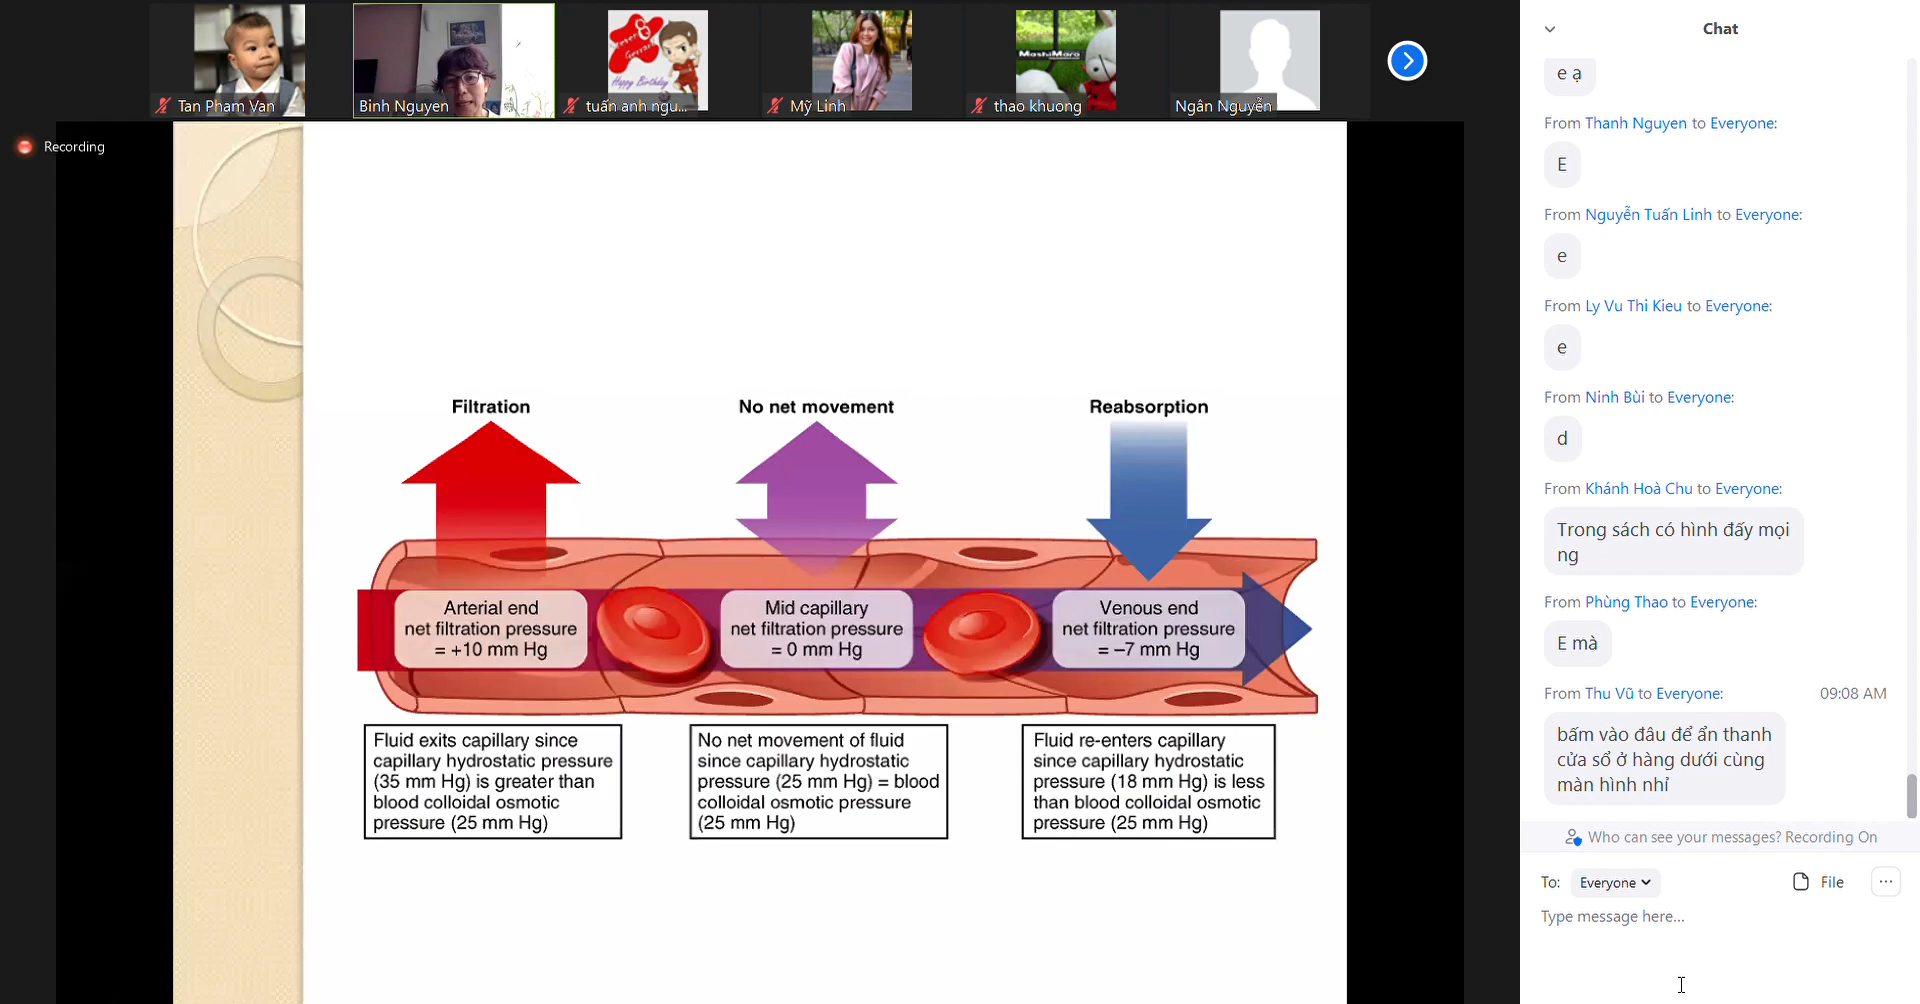 Tan Pham Van
Binh Nguyen
tuấn anh ngu...
Mỹ Linh
thao khuong
Ngân Nguyễn
Happy Birthday
MashiMaro
Recording
Filtration
No net movement
Reabsorption
Arterial end
net filtration pressure
= +10 mm Hg
Mid capillary
net filtration pressure
= 0 mm Hg
Venous end
net filtration pressure
= –7 mm Hg
Fluid exits capillary since
capillary hydrostatic pressure
(35 mm Hg) is greater than
blood colloidal osmotic
pressure (25 mm Hg)
No net movement of fluid
since capillary hydrostatic
pressure (25 mm Hg) = blood
colloidal osmotic pressure
(25 mm Hg)
Fluid re-enters capillary
since capillary hydrostatic
pressure (18 mm Hg) is less
than blood colloidal osmotic
pressure (25 mm Hg)
Chat
e ạ
From Thanh Nguyen to Everyone:
E
From Nguyễn Tuấn Linh to Everyone:
e
From Ly Vu Thi Kieu to Everyone:
e
From Ninh Bùi to Everyone:
d
From Khánh Hoà Chu to Everyone:
Trong sách có hình đấy mọi
ng
From Phùng Thao to Everyone:
E mà
From Thu Vũ to Everyone: 09:08 AM
bấm vào đâu để ẩn thanh
cửa sổ ở hàng dưới cùng
màn hình nhỉ
Who can see your messages? Recording On
To: Everyone File
Type message here...